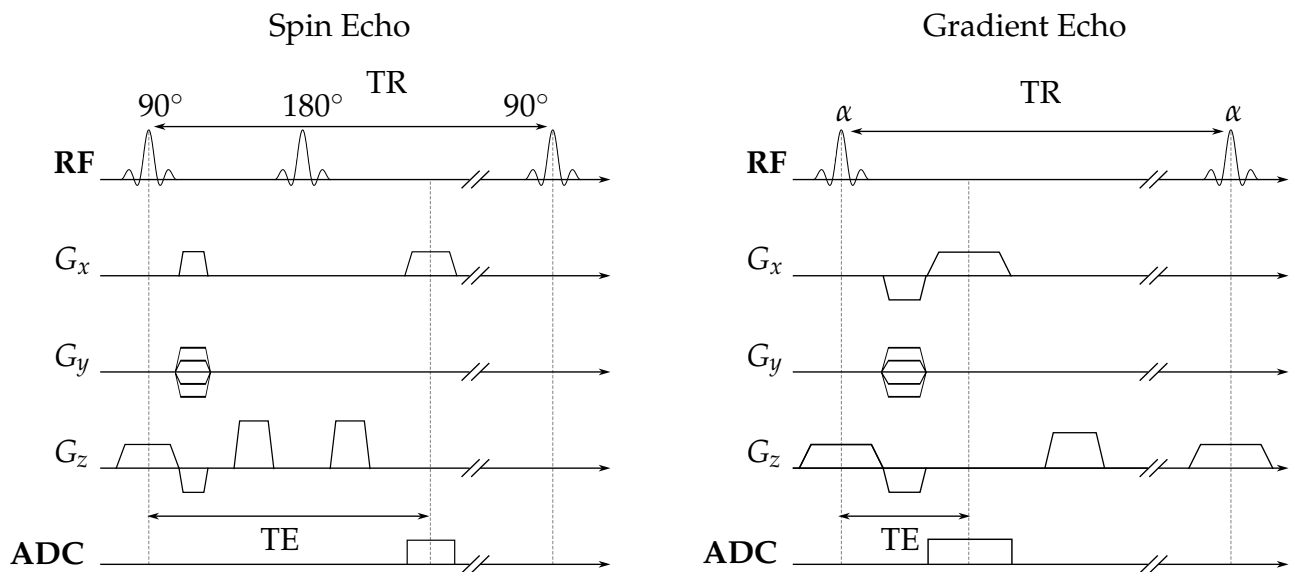 Spin Echo
TR
90°
180°
90°
RF
Gx
Gy
Gz
TE
ADC
Gradient Echo
TR
α
α
RF
Gx
Gy
Gz
TE
ADC